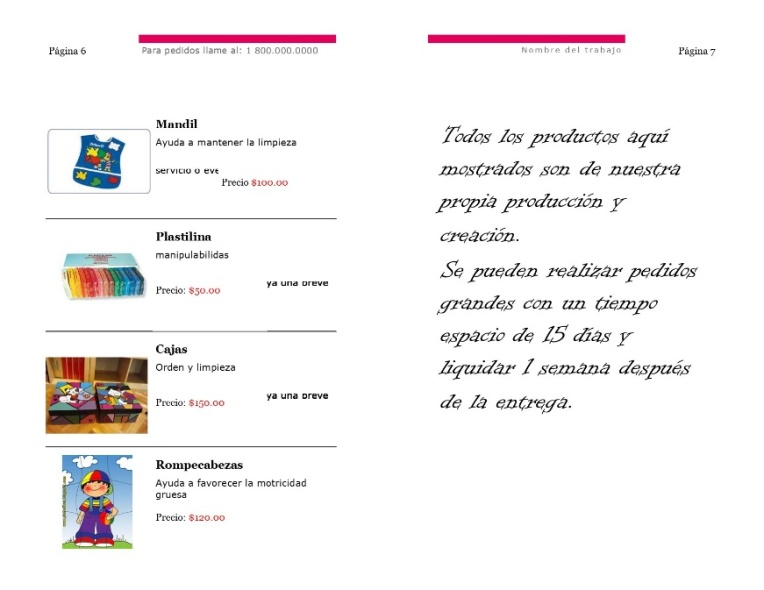 Página 6
Para pedidos llame al: 1 800.000.0000
Mandil
Ayuda a mantener la limpieza
servicio o eve
Precio $100.00
Plastilina
manipulabilidas
ya una breve
Precio: $50.00
Cajas
Orden y limpieza
ya una breve
Precio: $150.00
Rompecabezas
Ayuda a favorecer la motricidad
gruesa
Precio: $120.00
Nombre del trabajo
Página 7
Todos los productos aquí
mostrados son de nuestra
propia producción y
creación.
Se pueden realizar pedidos
grandes con un tiempo
espacio de 15 días y
liquidar 1 semana después
de la entrega.